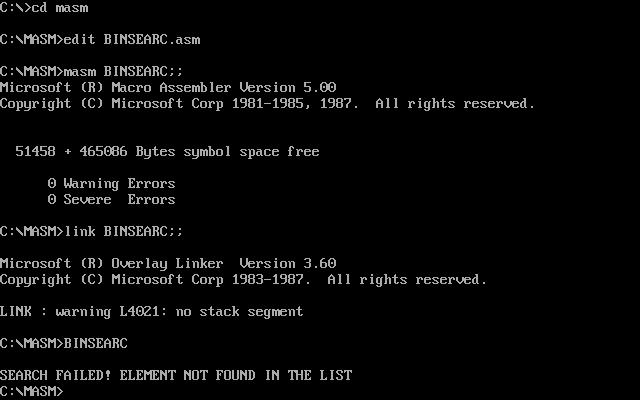 C:\>cd masm
C:\MASM>edit BINSEARC.asm
C:\MASM>masm BINSEARC;;
Microsoft (R) Macro Assembler Version 5.00
Copyright (C) Microsoft Corp 1981-1985, 1987.  All rights reserved.
51458 + 465086 Bytes symbol space free
0 Warning Errors
0 Severe  Errors
C:\MASM>link BINSEARC;;
Microsoft (R) Overlay Linker  Version 3.60
Copyright (C) Microsoft Corp 1983-1987.  All rights reserved.
LINK : warning L4021: no stack segment
C:\MASM>BINSEARC
SEARCH FAILED! ELEMENT NOT FOUND IN THE LIST
C:\MASM>